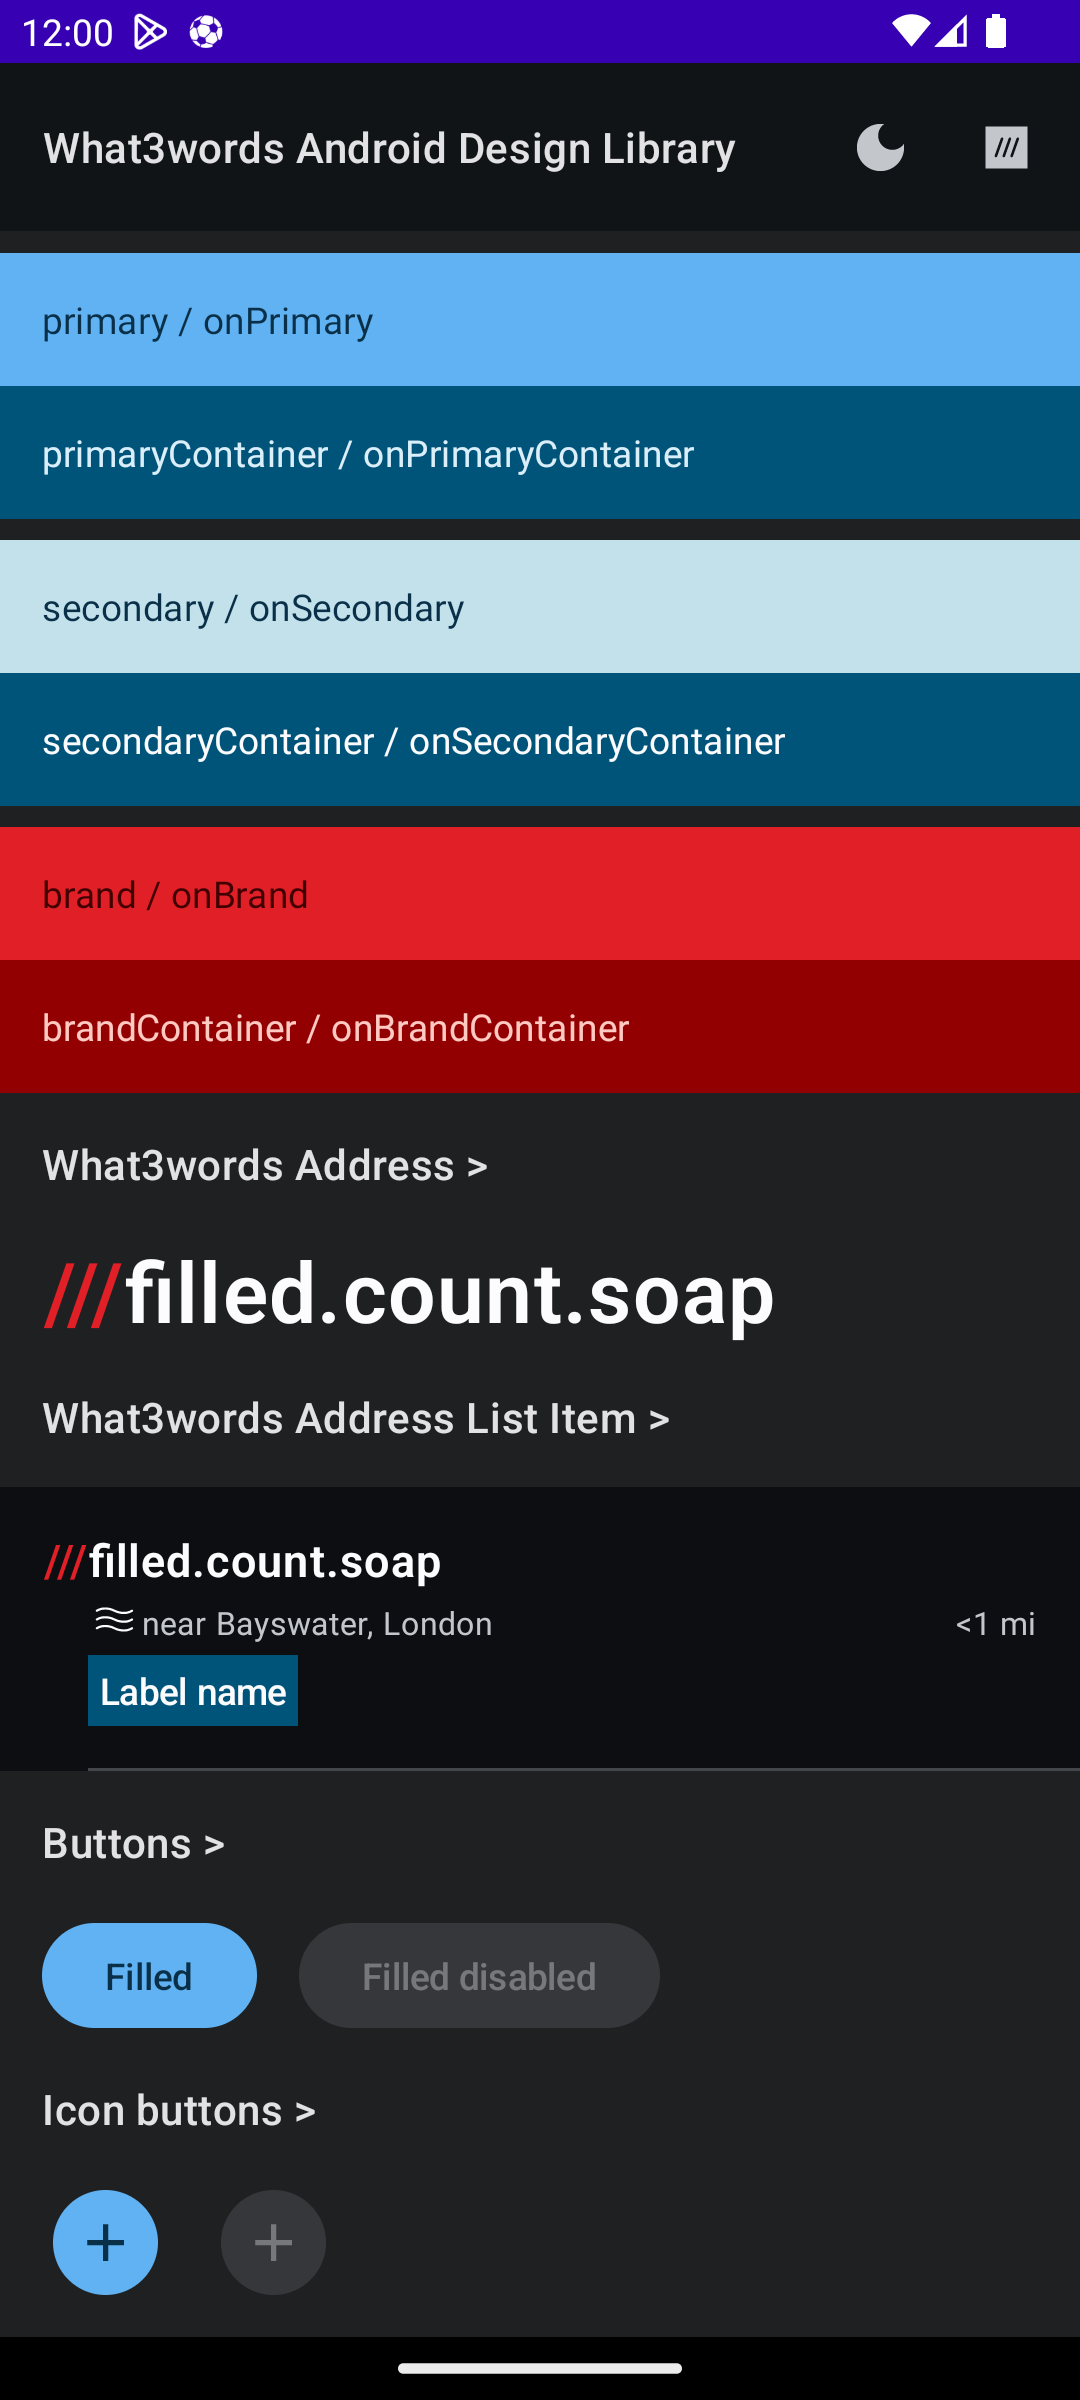 12:00
What3words Android Design Library
primary / onPrimary
primaryContainer / onPrimaryContainer
secondary / onSecondary
secondaryContainer / onSecondaryContainer
brand / onBrand
brandContainer / onBrandContainer
What3words Address >
///filled.count.soap
What3words Address List Item >
///filled.count.soap
near Bayswater, London <1 mi
Label name
Buttons >
Filled Filled disabled
Icon buttons >